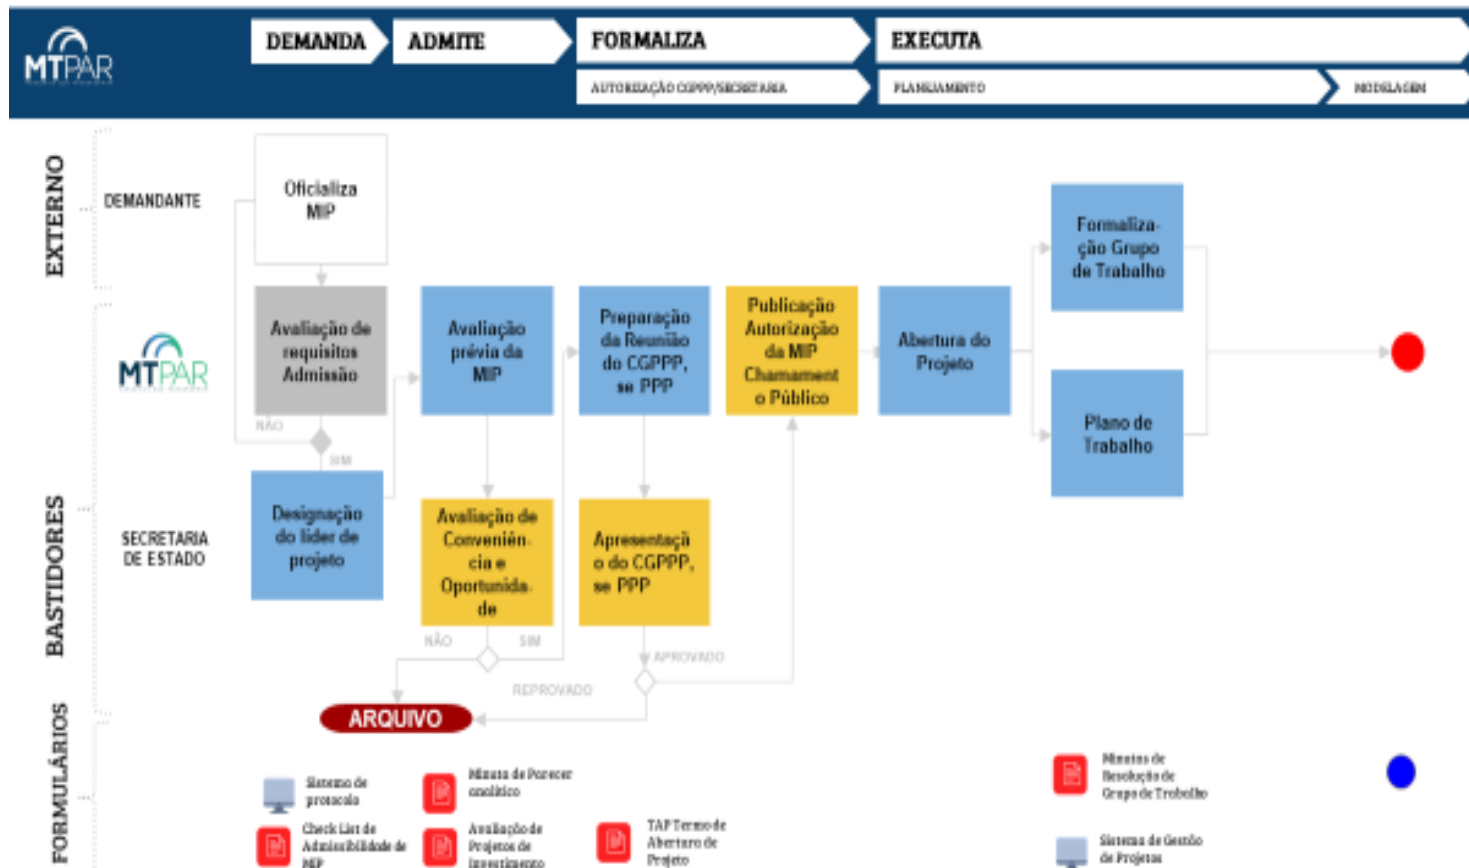 MTPAR
DEMANDA
ADMITE
FORMALIZA
EXECUTA
AUTORIZAÇÃO CGPPP/SECRETARIA
PLANEJAMENTO
MODELAGEM
EXTERNO
DEMANDANTE
Oficializa
MIP
Formaliza-
ção Grupo
de Trabalho
BASTIDORES
MTPAR
Avaliação de
requisitos
Admissão
Avaliação
prévia da
MIP
Preparação
da Reunião
do CGPPP,
se PPP
Publicação
Autorização
da MIP
Chamament
o Público
Abertura do
Projeto
Plano de
Trabalho
NÃO
SIM
SECRETARIA
DE ESTADO
Designação
do líder de
projeto
Avaliação de
Conveniên-
cia e
Oportunida-
de
Apresentaçã
o do CGPPP,
se PPP
NÃO
SIM
APROVADO
REPROVADO
ARQUIVO
FORMULÁRIOS
Sistema de
protocolo
Minuta de Parecer
analítico
Minutas de
Resolução de
Grupo de Trabalho
Check List de
Admissibilidade de
MIP
Avaliação de
Projetos de
investimento
TAP Termo de
Abertura de
Projeto
Sistema de Gestão
de Projetos